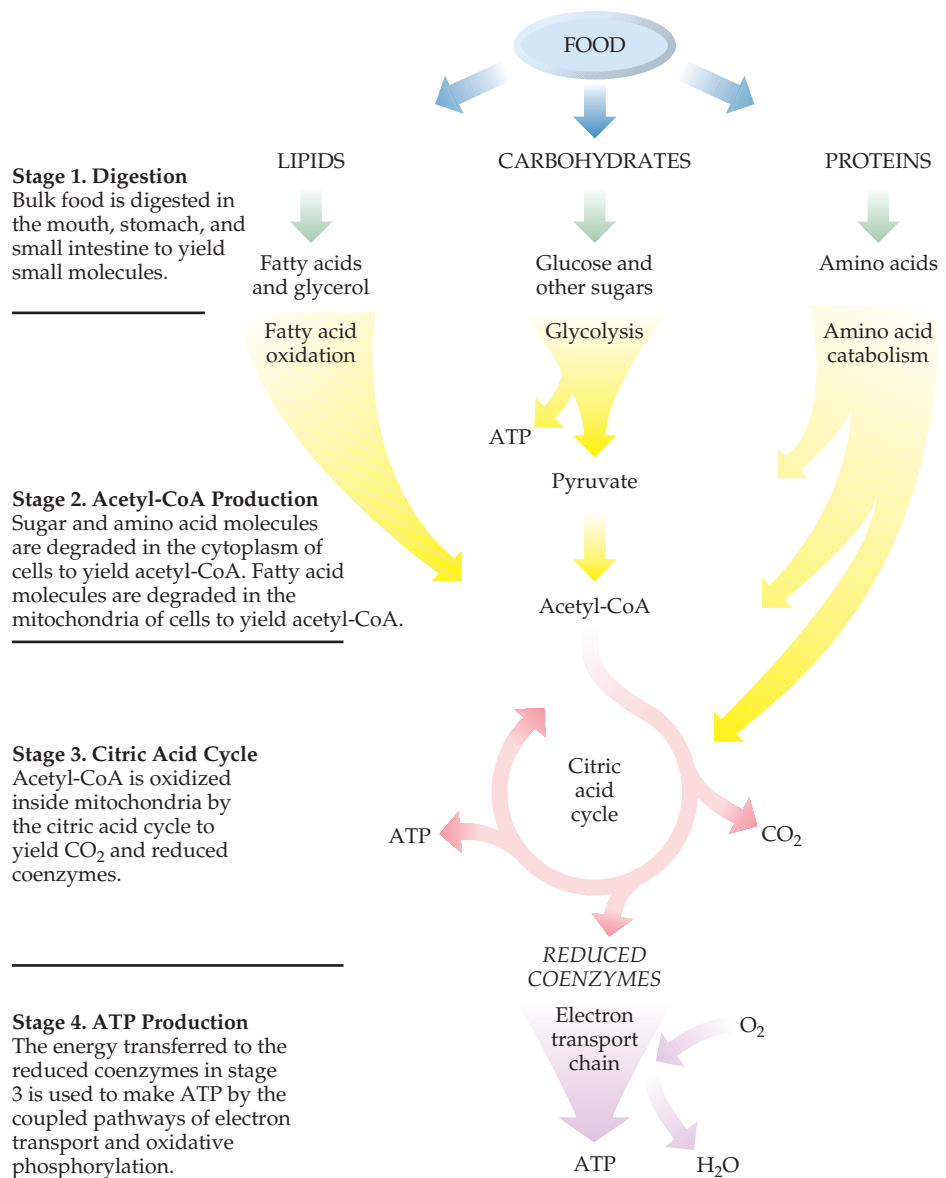 FOOD
LIPIDS
CARBOHYDRATES
PROTEINS
Stage 1. Digestion
Bulk food is digested in
the mouth, stomach, and
small intestine to yield
small molecules.
Fatty acids
and glycerol
Glucose and
other sugars
Amino acids
Fatty acid
oxidation
Glycolysis
Amino acid
catabolism
ATP
Pyruvate
Stage 2. Acetyl-CoA Production
Sugar and amino acid molecules
are degraded in the cytoplasm of
cells to yield acetyl-CoA. Fatty acid
molecules are degraded in the
mitochondria of cells to yield acetyl-CoA.
Acetyl-CoA
Stage 3. Citric Acid Cycle
Acetyl-CoA is oxidized
inside mitochondria by
the citric acid cycle to
yield CO₂ and reduced
coenzymes.
Citric
acid
cycle
ATP
CO₂
REDUCED
COENZYMES
Stage 4. ATP Production
The energy transferred to the
reduced coenzymes in stage
3 is used to make ATP by the
coupled pathways of electron
transport and oxidative
phosphorylation.
Electron
transport
chain
O₂
ATP
H₂O